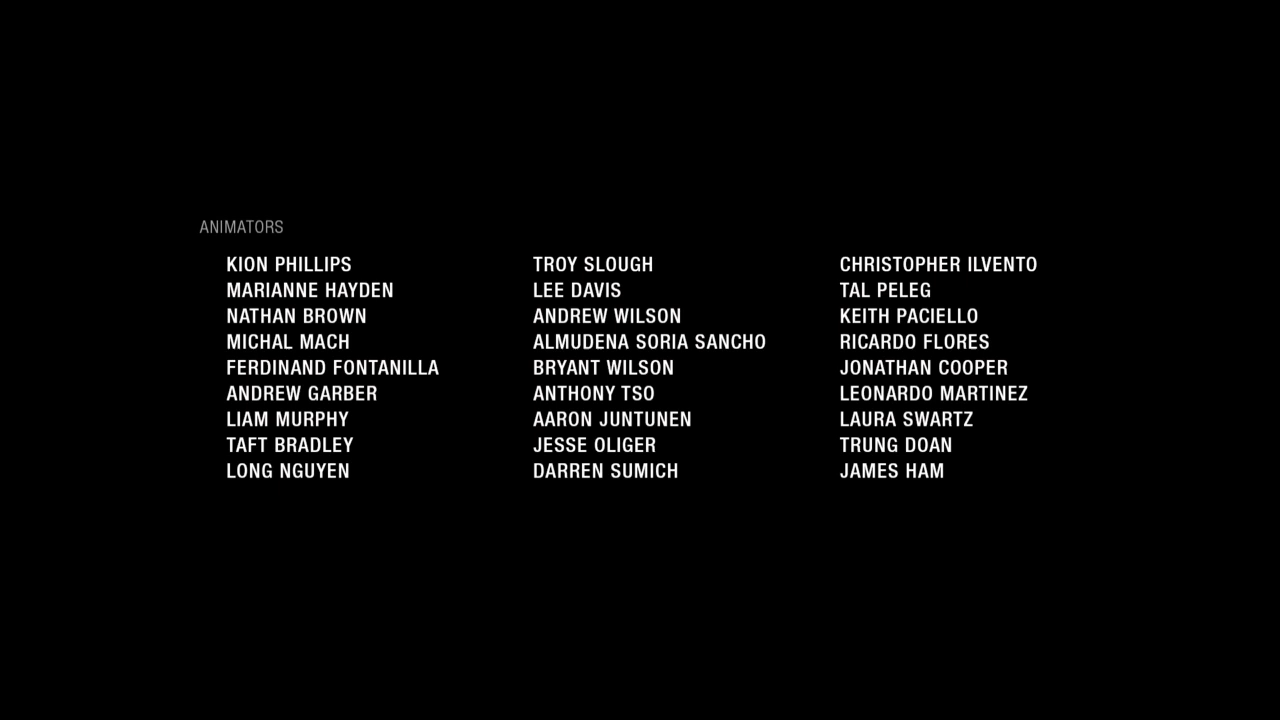 ANIMATORS
KION PHILLIPS
MARIANNE HAYDEN
NATHAN BROWN
MICHAL MACH
FERDINAND FONTANILLA
ANDREW GARBER
LIAM MURPHY
TAFT BRADLEY
LONG NGUYEN
TROY SLOUGH
LEE DAVIS
ANDREW WILSON
ALMUDENA SORIA SANCHO
BRYANT WILSON
ANTHONY TSO
AARON JUNTUNEN
JESSE OLIGER
DARREN SUMICH
CHRISTOPHER ILVENTO
TAL PELEG
KEITH PACIELLO
RICARDO FLORES
JONATHAN COOPER
LEONARDO MARTINEZ
LAURA SWARTZ
TRUNG DOAN
JAMES HAM